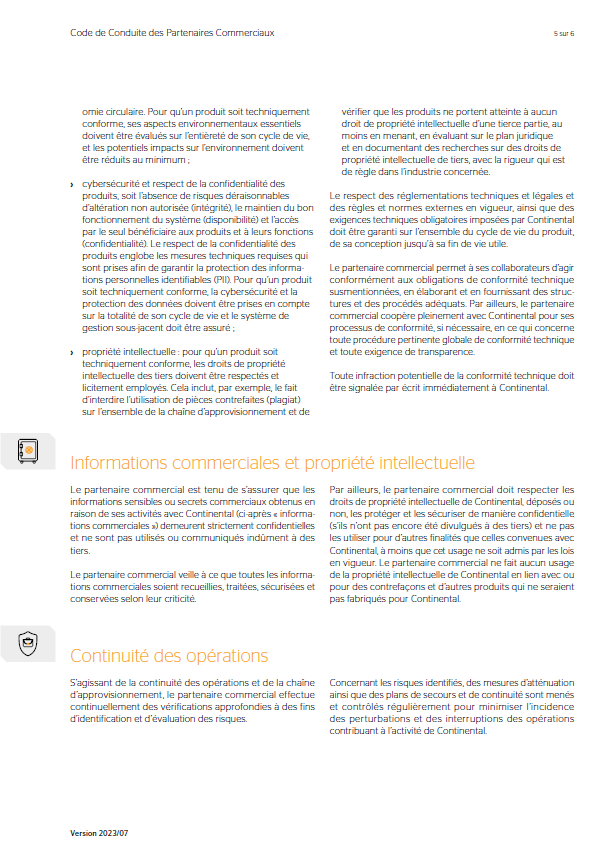 Code de Conduite des Partenaires Commerciaux
5 sur 6
omie circulaire. Pour qu'un produit soit techniquement
conforme, ses aspects environnementaux essentiels
doivent être évalués sur l'entièreté de son cycle de vie,
et les potentiels impacts sur l'environnement doivent
être réduits au minimum ;
› cybersécurité et respect de la confidentialité des
produits, soit l'absence de risques déraisonnables
d'altération non autorisée (intégrité), le maintien du bon
fonctionnement du système (disponibilité) et l'accès
par le seul bénéficiaire aux produits et à leurs fonctions
(confidentialité). Le respect de la confidentialité des
produits englobe les mesures techniques requises qui
sont prises afin de garantir la protection des informa-
tions personnelles identifiables (PII). Pour qu'un produit
soit techniquement conforme, la cybersécurité et la
protection des données doivent être prises en compte
sur la totalité de son cycle de vie et le système de
gestion sous-jacent doit être assuré ;
› propriété intellectuelle : pour qu'un produit soit
techniquement conforme, les droits de propriété
intellectuelle des tiers doivent être respectés et
licitement employés. Cela inclut, par exemple, le fait
d'interdire l'utilisation de pièces contrefaites (plagiat)
sur l'ensemble de la chaîne d'approvisionnement et de
vérifier que les produits ne portent atteinte à aucun
droit de propriété intellectuelle d'une tierce partie, au
moins en menant, en évaluant sur le plan juridique
et en documentant des recherches sur des droits de
propriété intellectuelle de tiers, avec la rigueur qui est
de règle dans l'industrie concernée.
Le respect des réglementations techniques et légales et
des règles et normes externes en vigueur, ainsi que des
exigences techniques obligatoires imposées par Continental
doit être garanti sur l'ensemble du cycle de vie du produit,
de sa conception jusqu'à sa fin de vie utile.
Le partenaire commercial permet à ses collaborateurs d'agir
conformément aux obligations de conformité technique
susmentionnées, en élaborant et en fournissant des struc-
tures et des procédés adéquats. Par ailleurs, le partenaire
commercial coopère pleinement avec Continental pour ses
processus de conformité, si nécessaire, en ce qui concerne
toute procédure pertinente globale de conformité technique
et toute exigence de transparence.
Toute infraction potentielle de la conformité technique doit
être signalée par écrit immédiatement à Continental.
Informations commerciales et propriété intellectuelle
Le partenaire commercial est tenu de s'assurer que les
informations sensibles ou secrets commerciaux obtenus en
raison de ses activités avec Continental (ci-après « informa-
tions commerciales ») demeurent strictement confidentielles
et ne sont pas utilisés ou communiqués indûment à des
tiers.
Le partenaire commercial veille à ce que toutes les informa-
tions commerciales soient recueillies, traitées, sécurisées et
conservées selon leur criticité.
Par ailleurs, le partenaire commercial doit respecter les
droits de propriété intellectuelle de Continental, déposés ou
non, les protéger et les sécuriser de manière confidentielle
(s'ils n'ont pas encore été divulgués à des tiers) et ne pas
les utiliser pour d'autres finalités que celles convenues avec
Continental, à moins que cet usage ne soit admis par les lois
en vigueur. Le partenaire commercial ne fait aucun usage
de la propriété intellectuelle de Continental en lien avec ou
pour des contrefaçons et d'autres produits qui ne seraient
pas fabriqués pour Continental.
Continuité des opérations
S'agissant de la continuité des opérations et de la chaîne
d'approvisionnement, le partenaire commercial effectue
continuellement des vérifications approfondies à des fins
d'identification et d'évaluation des risques.
Concernant les risques identifiés, des mesures d'atténuation
ainsi que des plans de secours et de continuité sont menés
et contrôlés régulièrement pour minimiser l'incidence
des perturbations et des interruptions des opérations
contribuant à l'activité de Continental.
Version 2023/07